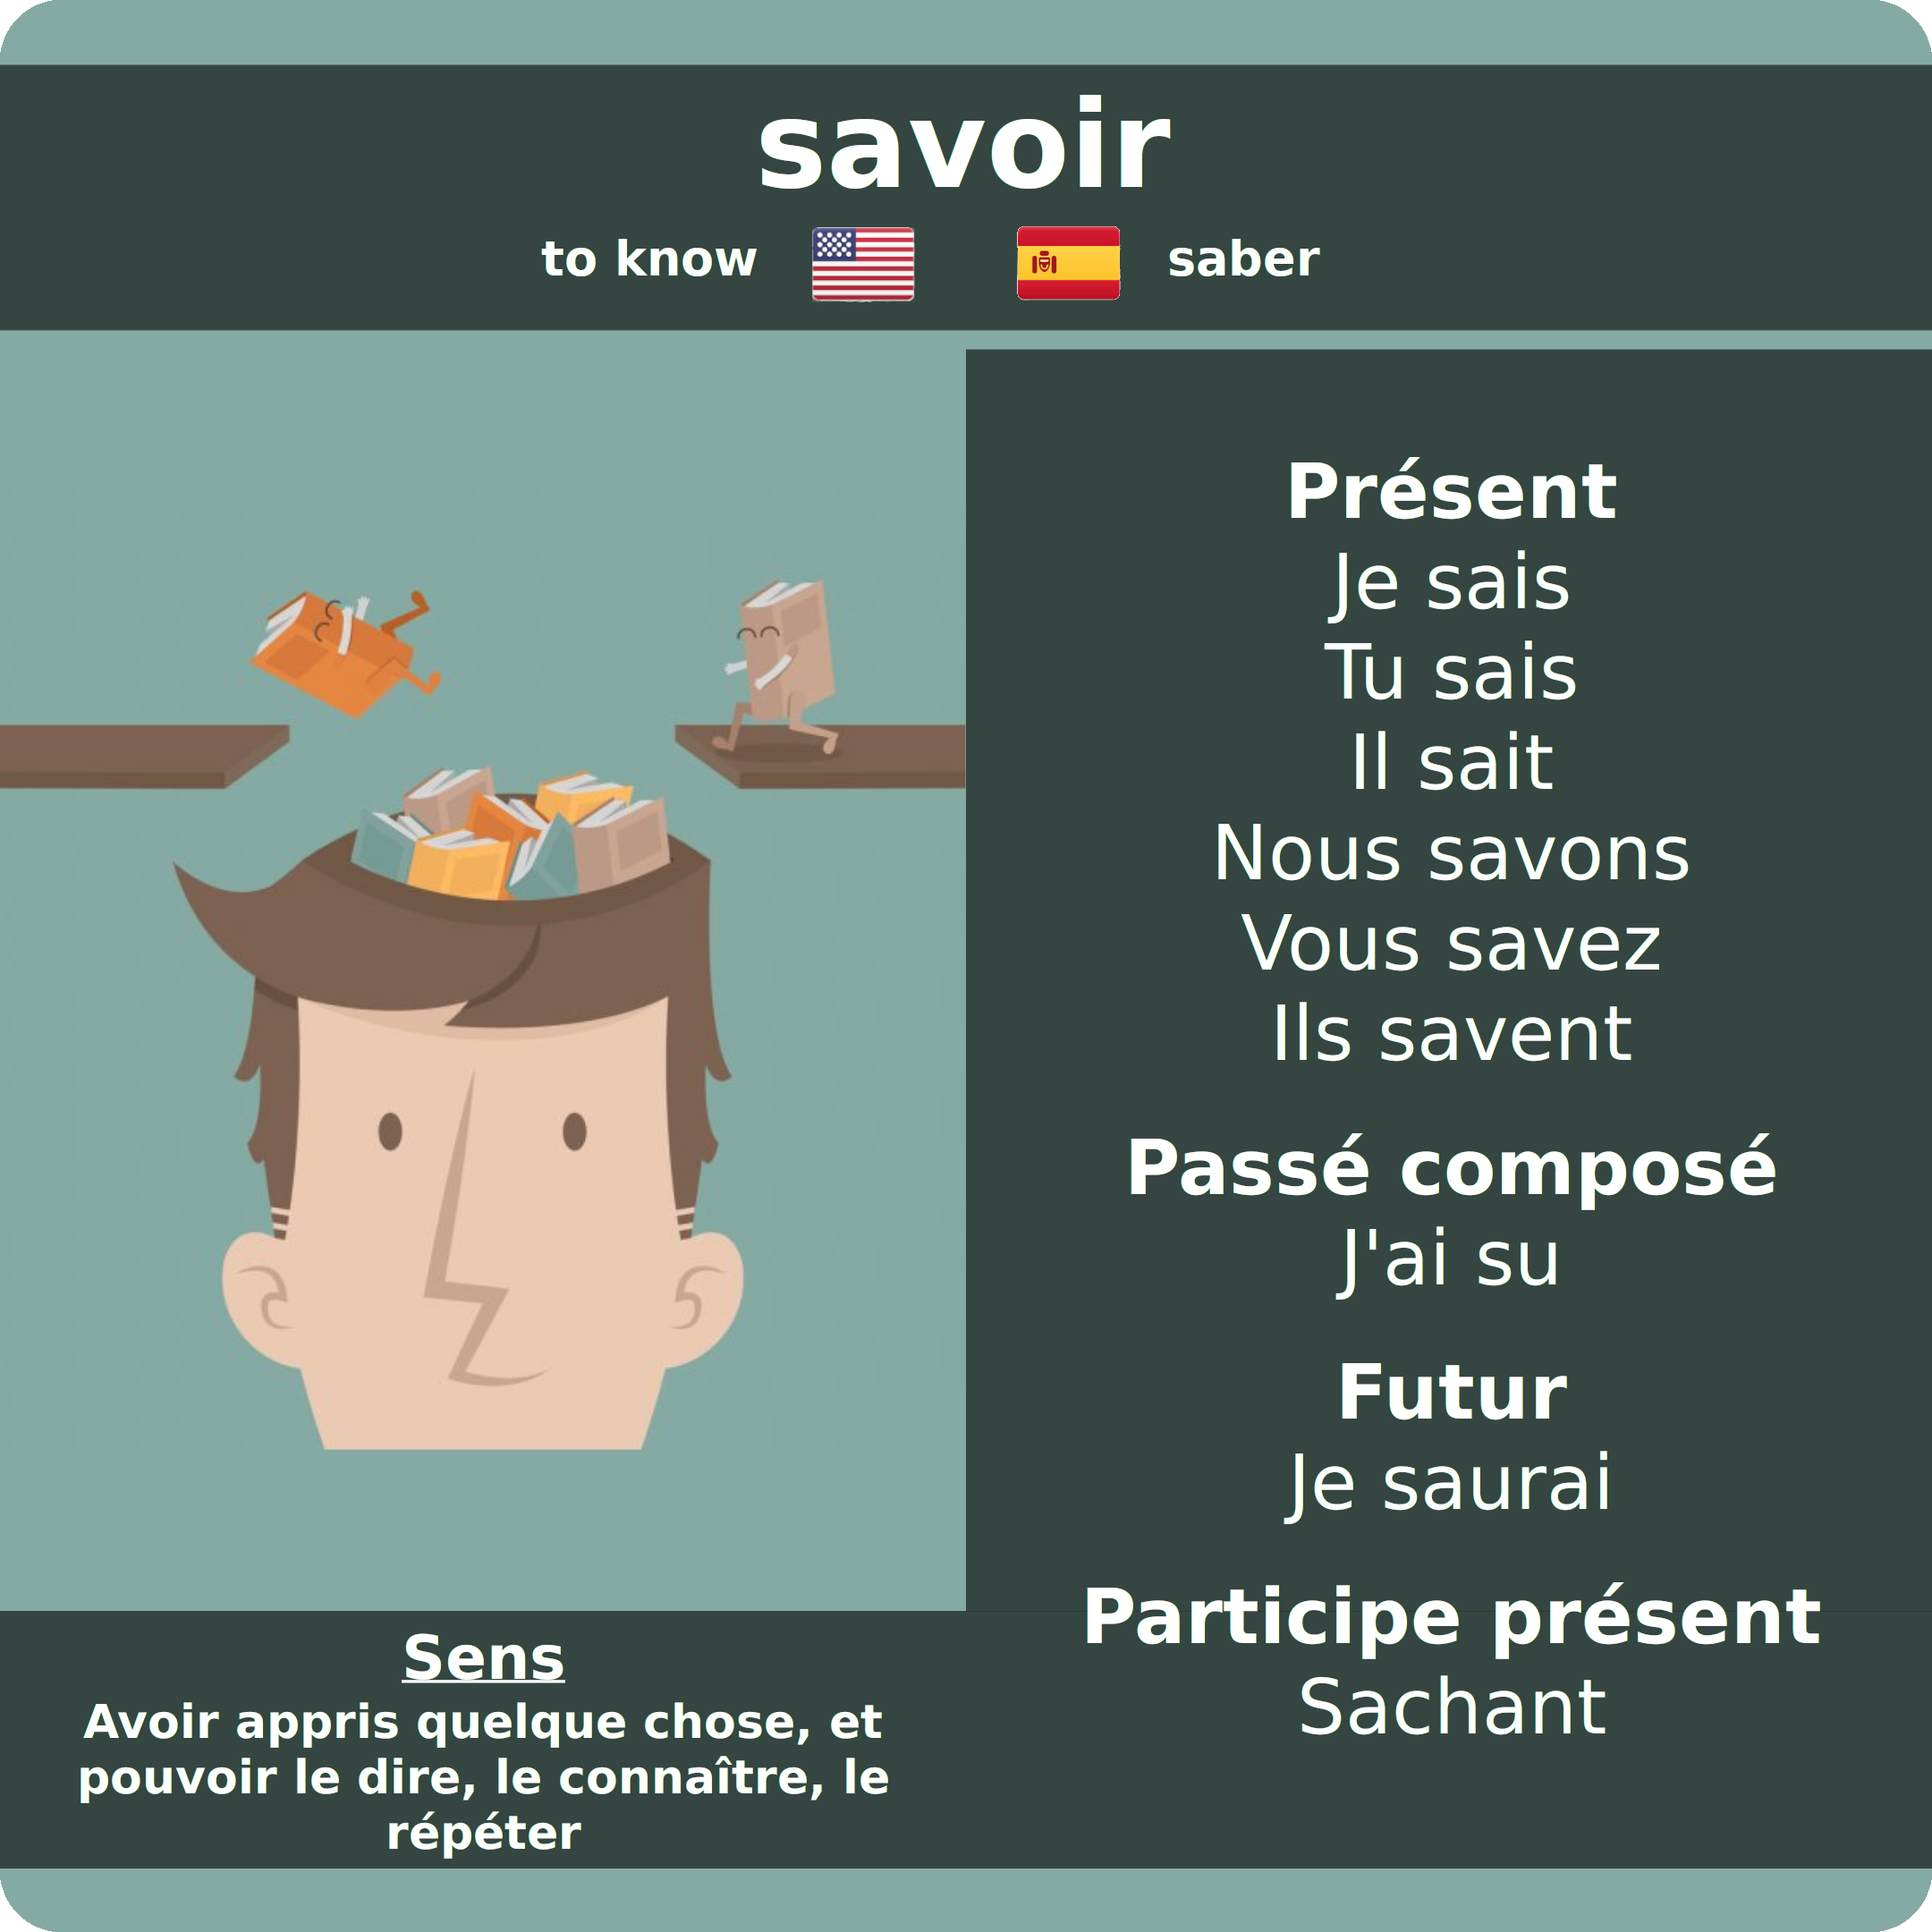 savoir
to know saber
Présent
Je sais
Tu sais
Il sait
Nous savons
Vous savez
Ils savent
Passé composé
J'ai su
Futur
Je saurai
Participe présent
Sachant
Sens
Avoir appris quelque chose, et
pouvoir le dire, le connaître, le
répéter